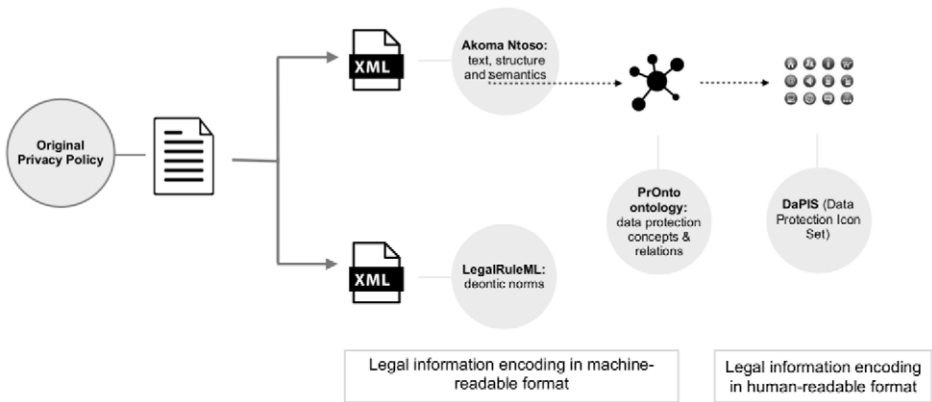 Original
Privacy Policy
XML
Akoma Ntoso:
text, structure
and semantics
PrOnto
ontology:
data protection
concepts &
relations
DaPIS (Data
Protection Icon
Set)
XML
LegalRuleML:
deontic norms
Legal information encoding in machine-
readable format
Legal information encoding
in human-readable format